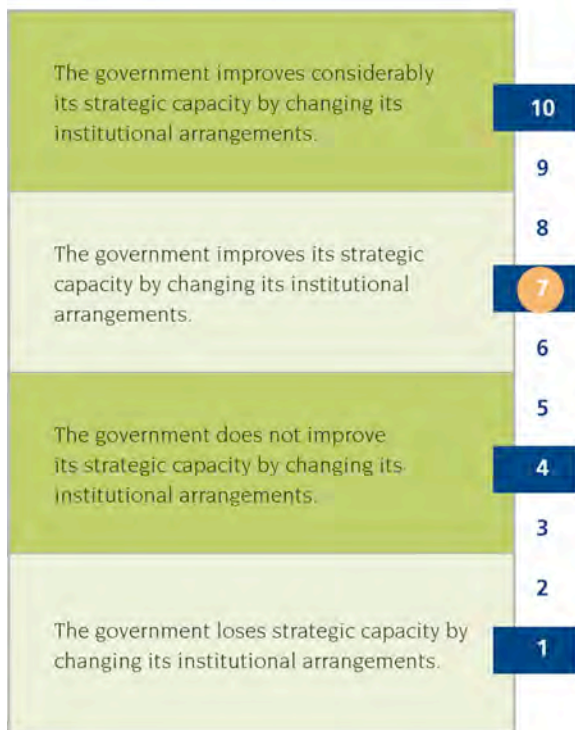 The government improves considerably
its strategic capacity by changing its
institutional arrangements.
10
9
8
The government improves its strategic
capacity by changing its institutional
arrangements.
7
6
5
The government does not improve
its strategic capacity by changing its
institutional arrangements.
4
3
2
The government loses strategic capacity by
changing its institutional arrangements.
1